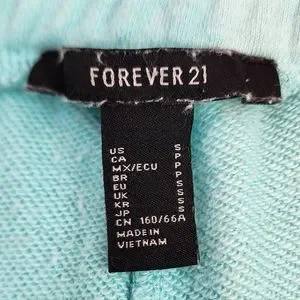 FOREVER 21
US S
CA P
MX/ECU P
BR P
EU S
UK S
KR S
JP S
CN 160/66A
MADE IN
VIETNAM